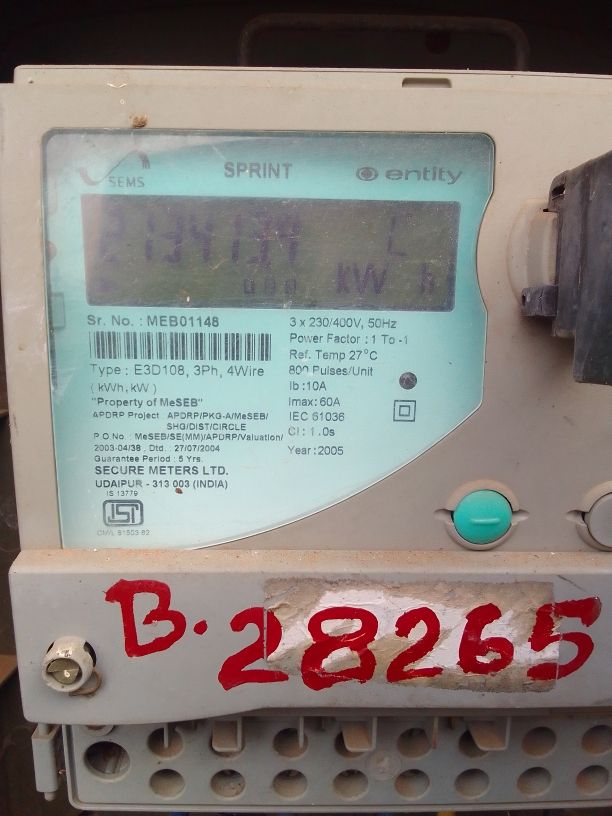 SEMS
SPRINT
entity
kW h
Sr. No. : MEB01148
Type : E3D108, 3Ph, 4Wire
( kWh, kW )
"Property of MeSEB"
APDRP Project : APDRP/PKG-A/MeSEB/
SHG/DIST/CIRCLE
P.O No. : MeSEB/SE(MM)/APDRP/Valuation/
2003-04/38 , Dtd. : 27/07/2004
Guarantee Period : 5 Yrs.
SECURE METERS LTD.
UDAIPUR - 313 003 (INDIA)
IS 13779
3 x 230/400V, 50Hz
Power Factor : 1 To -1
Ref. Temp 27°C
800 Pulses/Unit
Ib : 10A
Imax: 60A
IEC 61036
Cl : 1.0s
Year : 2005
B. 28265